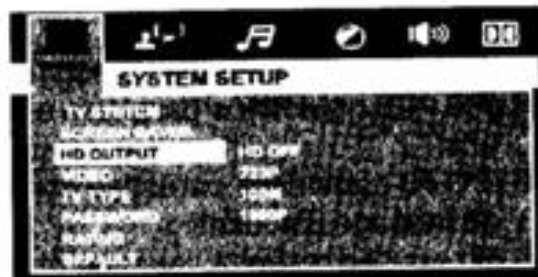 SYSTEM SETUP
TV SYSTEM
SCREEN SAVER
HD OUTPUT HD OFF
VIDEO 720P
TV TYPE 1080I
PASSWORD 1080P
RATING
DEFAULT